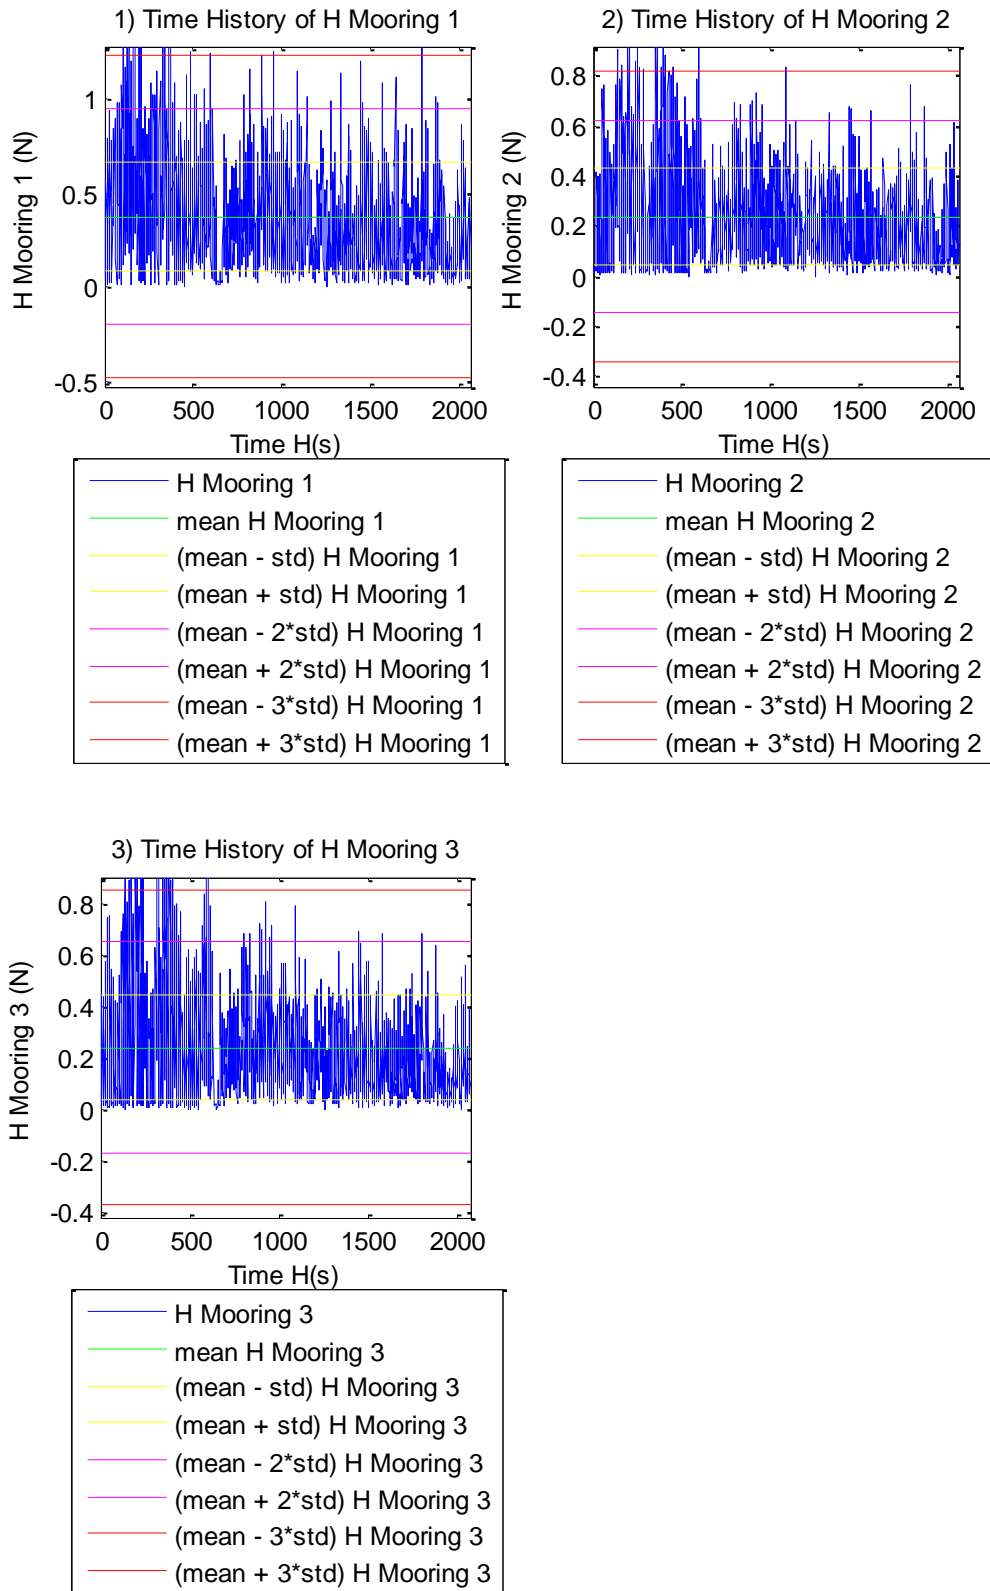 1) Time History of H Mooring 1
H Mooring 1 (N)
1
0.5
0
-0.5
0 500 1000 1500 2000
Time H(s)
H Mooring 1
mean H Mooring 1
(mean - std) H Mooring 1
(mean + std) H Mooring 1
(mean - 2*std) H Mooring 1
(mean + 2*std) H Mooring 1
(mean - 3*std) H Mooring 1
(mean + 3*std) H Mooring 1
2) Time History of H Mooring 2
H Mooring 2 (N)
0.8
0.6
0.4
0.2
0
-0.2
-0.4
0 500 1000 1500 2000
Time H(s)
H Mooring 2
mean H Mooring 2
(mean - std) H Mooring 2
(mean + std) H Mooring 2
(mean - 2*std) H Mooring 2
(mean + 2*std) H Mooring 2
(mean - 3*std) H Mooring 2
(mean + 3*std) H Mooring 2
3) Time History of H Mooring 3
H Mooring 3 (N)
0.8
0.6
0.4
0.2
0
-0.2
-0.4
0 500 1000 1500 2000
Time H(s)
H Mooring 3
mean H Mooring 3
(mean - std) H Mooring 3
(mean + std) H Mooring 3
(mean - 2*std) H Mooring 3
(mean + 2*std) H Mooring 3
(mean - 3*std) H Mooring 3
(mean + 3*std) H Mooring 3